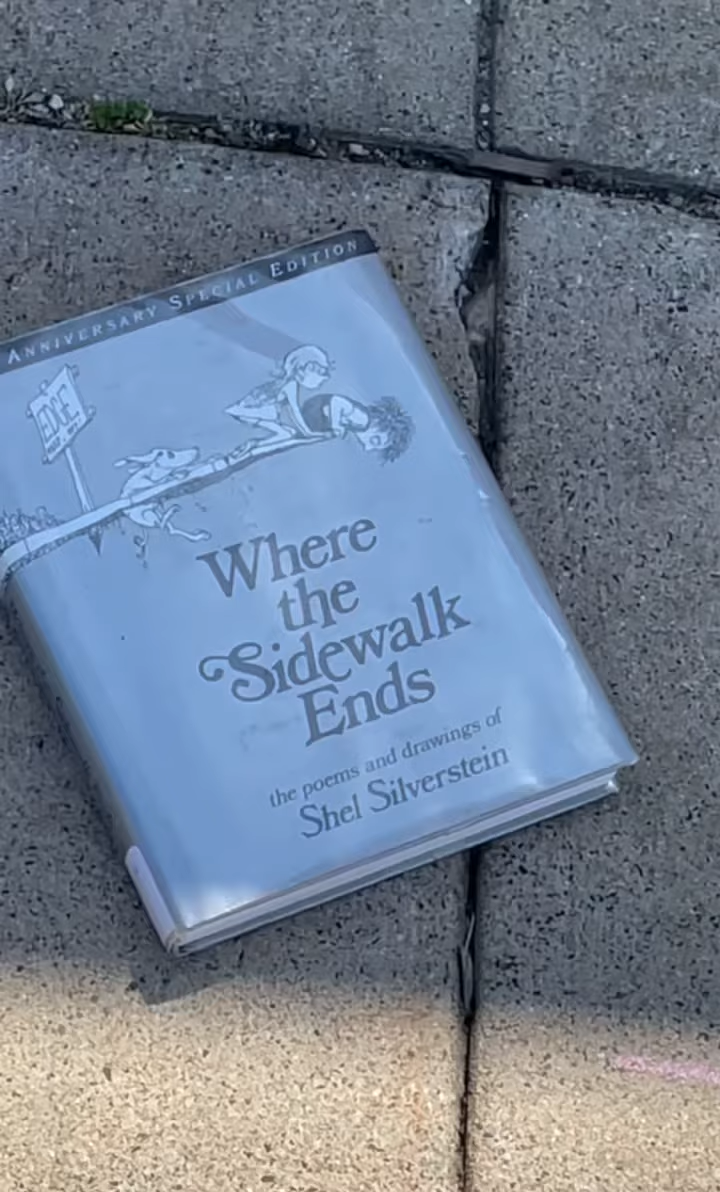 ANNIVERSARY SPECIAL EDITION
EDGE
Where
the
Sidewalk
Ends
the poems and drawings of
Shel Silverstein